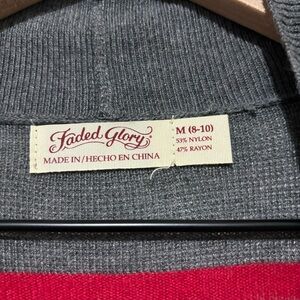 Faded Glory
MADE IN/HECHO EN CHINA
M (8-10)
53% NYLON
47% RAYON